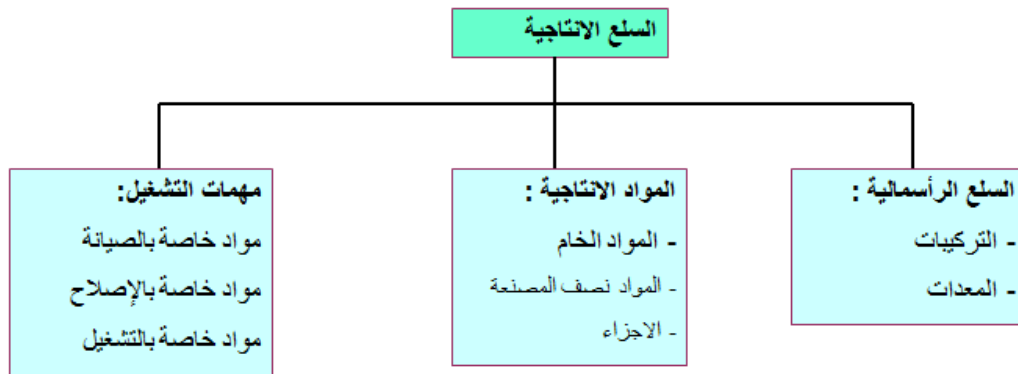 السلع الانتاجية
السلع الرأسمالية :
- التركيبات
- المعدات
المواد الانتاجية :
- المواد الخام
- المواد نصف المصنعة
- الاجزاء
مهمات التشغيل:
مواد خاصة بالصيانة
مواد خاصة بالإصلاح
مواد خاصة بالتشغيل